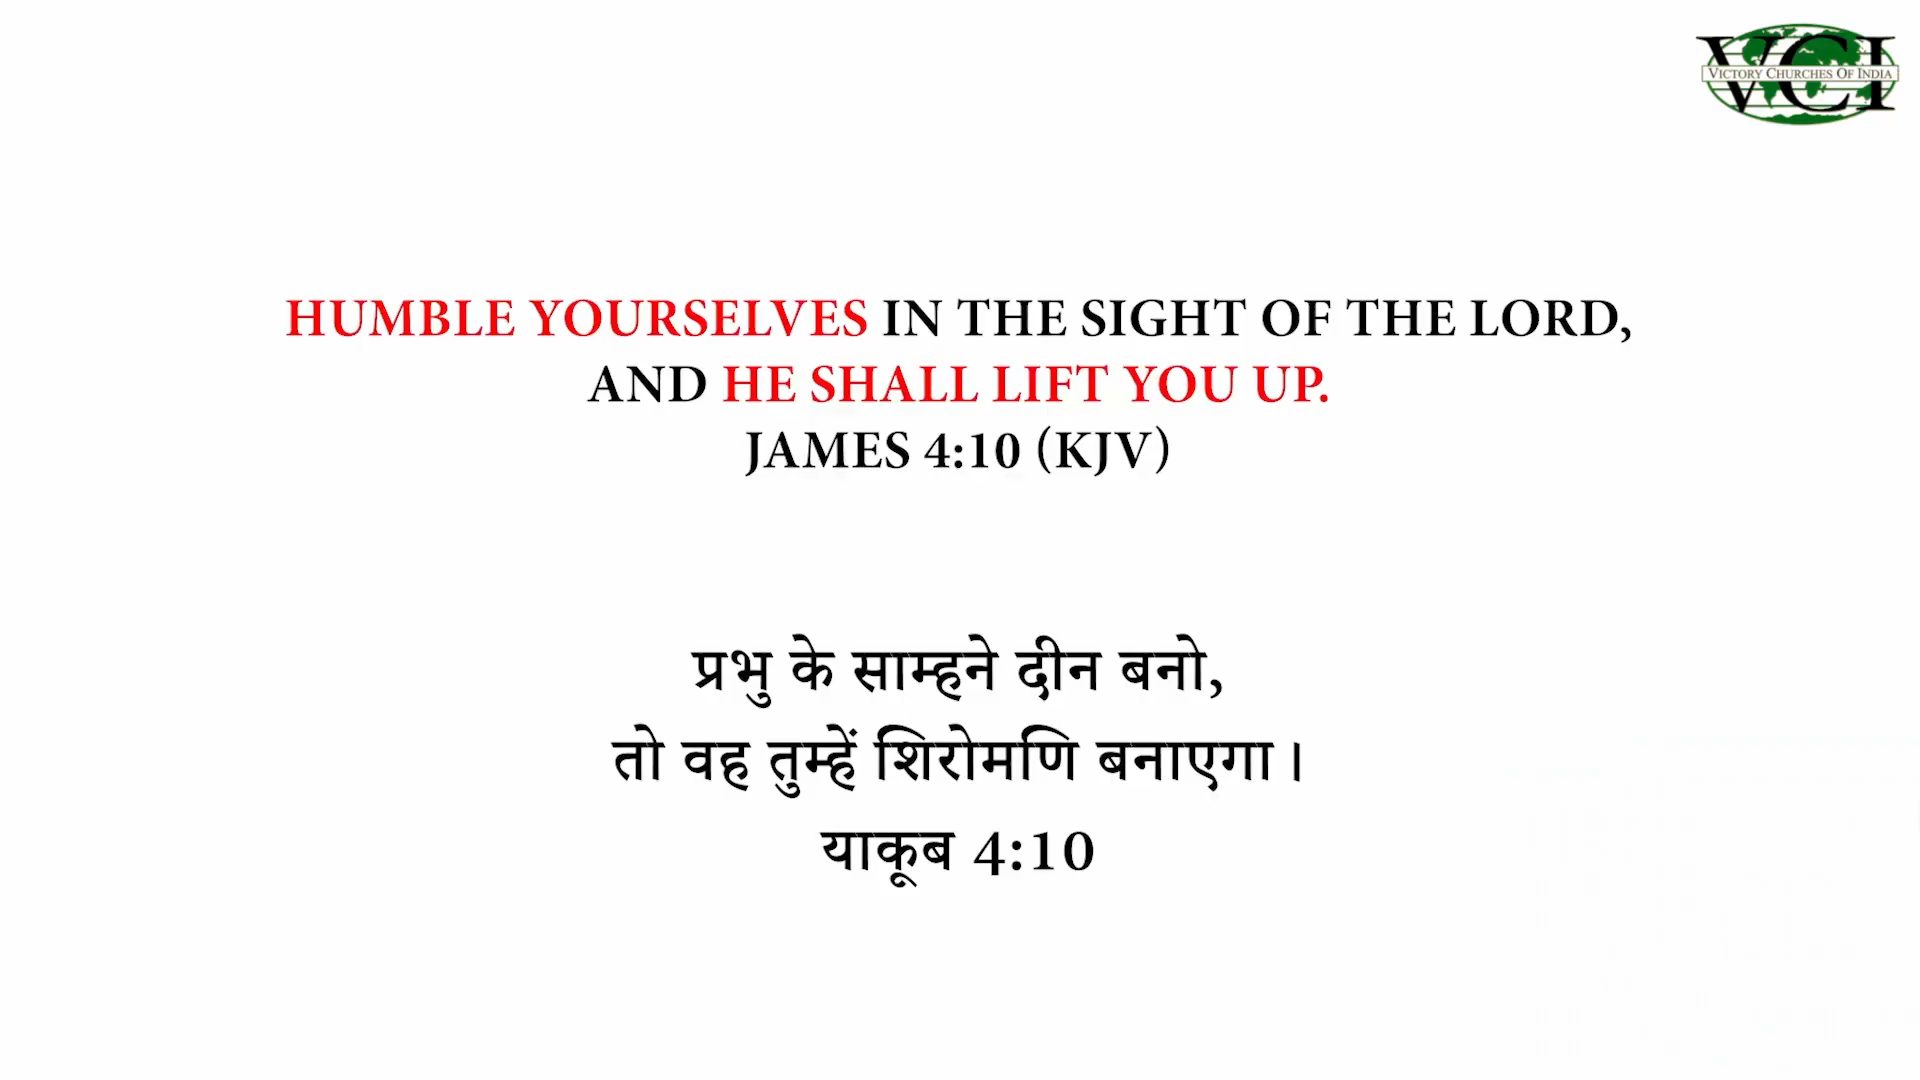 VCI
VICTORY CHURCHES OF INDIA
HUMBLE YOURSELVES IN THE SIGHT OF THE LORD,
AND HE SHALL LIFT YOU UP.
JAMES 4:10 (KJV)
प्रभु के साम्हने दीन बनो,
तो वह तुम्हें शिरोमणि बनाएगा।
याकूब 4:10